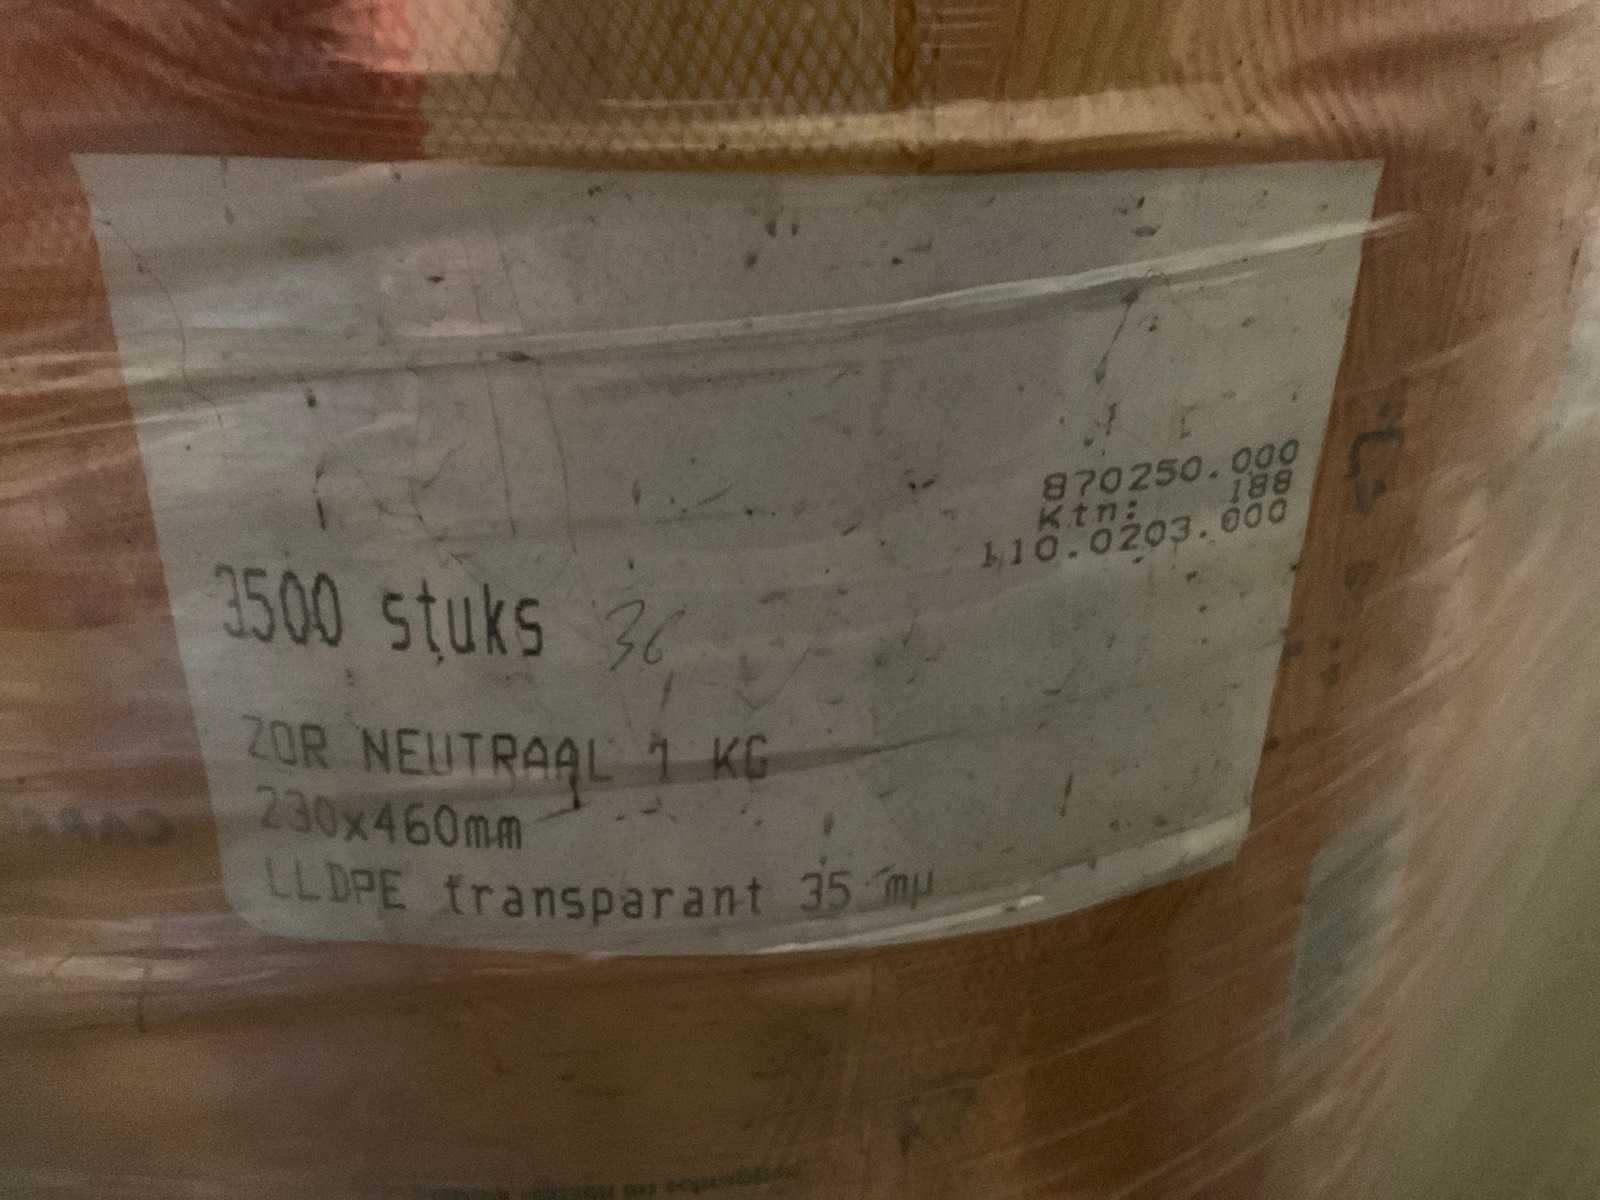 870250.000
Ktn: 188
110.0203.000
3500 stuks 36
ZOR NEUTRAAL 1 KG
230x460mm
LLDPE transparant 35 mµ